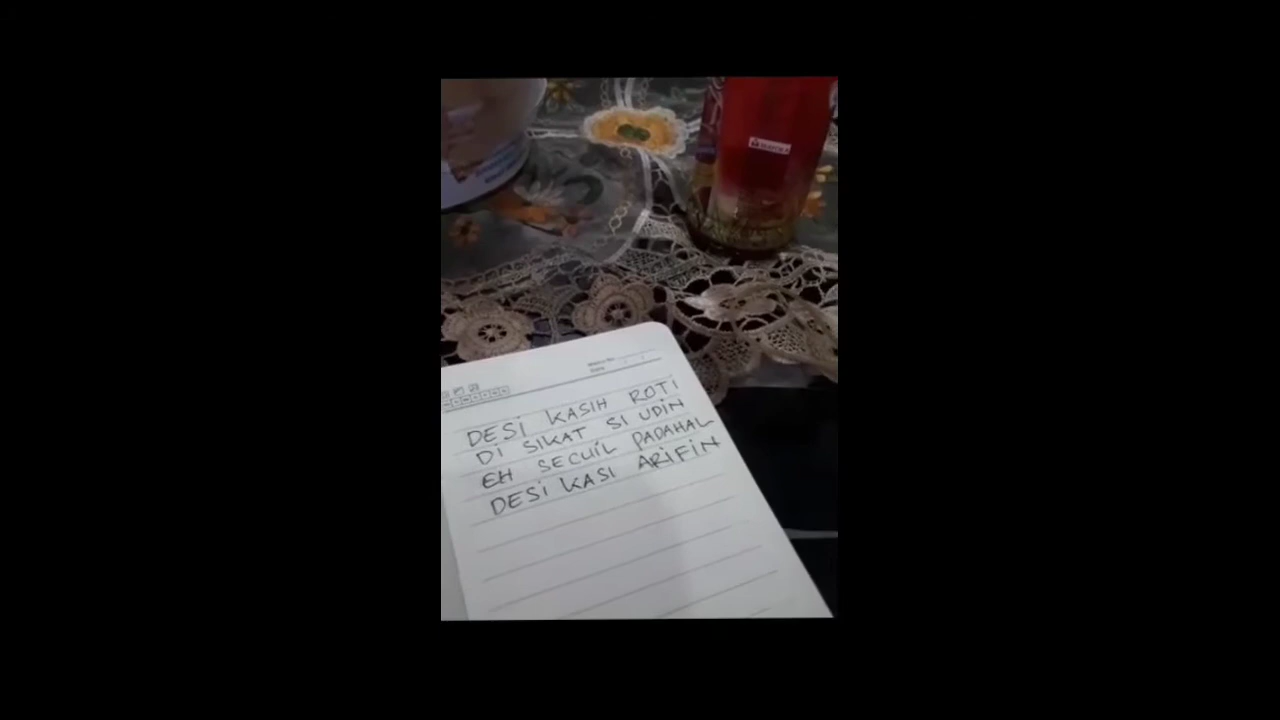 DESI KASIH ROTI
DI SIKAT SI UDIN
EH SECUIL PADAHAL
DESI KASI ARIFIN